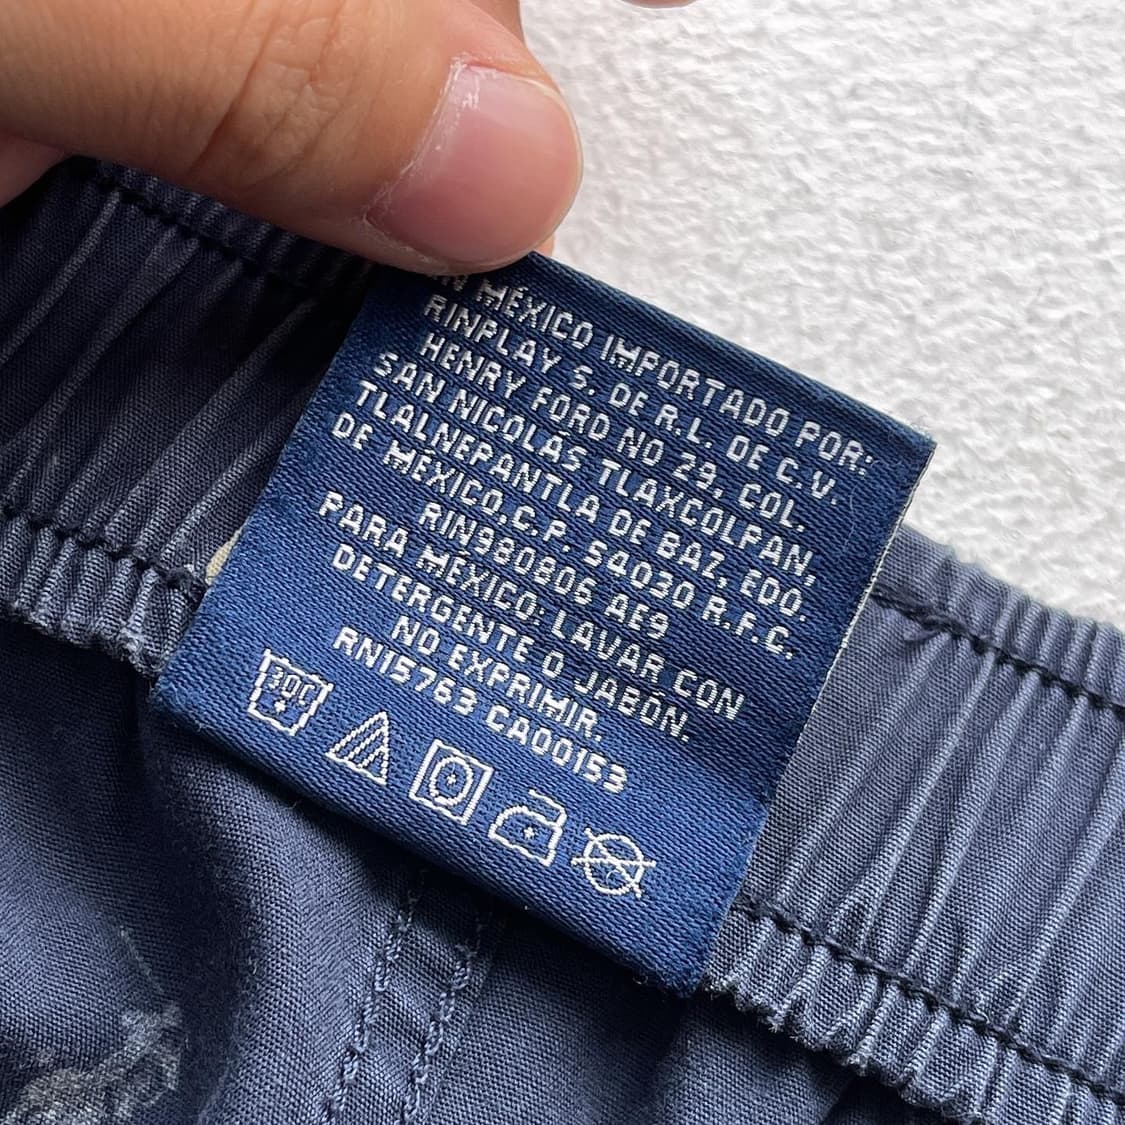 MÉXICO IMPORTADO POR:
RINPLAY S. DE R.L. DE C.V.
HENRY FORD NO 29, COL.
SAN NICOLÁS TLAXCOLPAN,
TLALNEPANTLA DE BAZ, EDO.
DE MÉXICO,C.P. 54030 R.F.C.
RIN980806 AE9
PARA MÉXICO: LAVAR CON
DETERGENTE O JABÓN.
NO EXPRIMIR.
RN15763 CA00153
30C